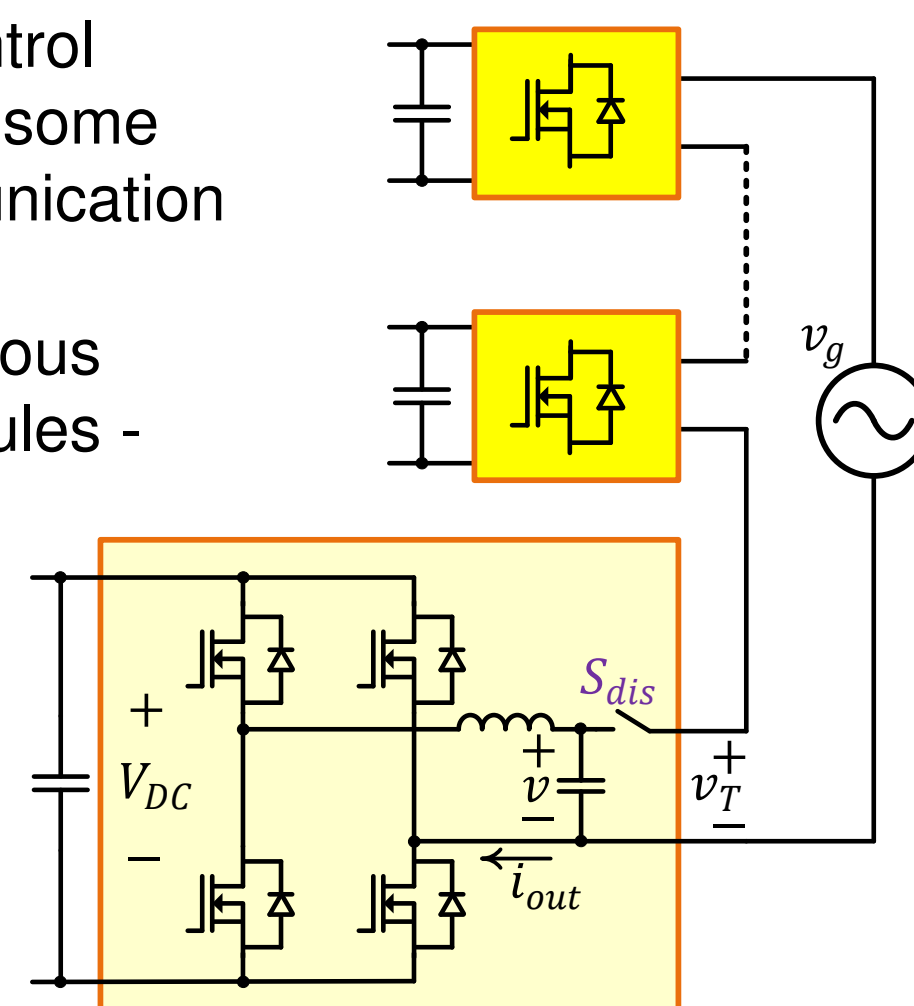 ntrol
some
unication
ous
ules -
v_g
S_dis
+
V_DC
−
+
v
−
+
v_T
−
i_out